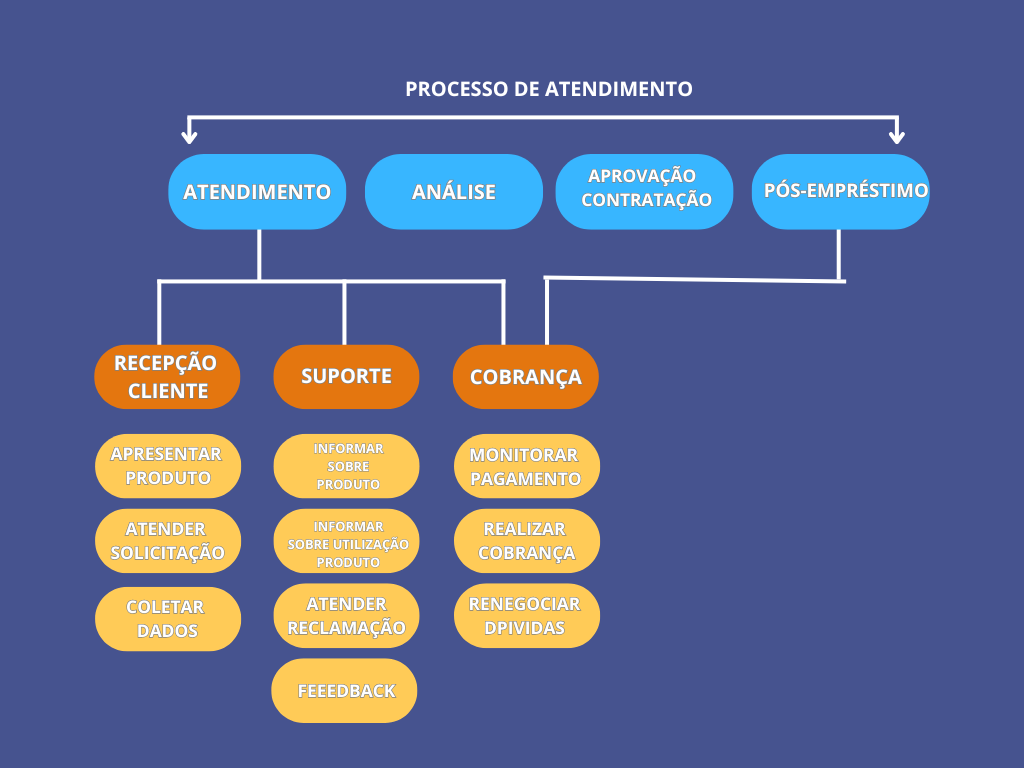 PROCESSO DE ATENDIMENTO
ATENDIMENTO
ANÁLISE
APROVAÇÃO
CONTRATAÇÃO
PÓS-EMPRÉSTIMO
RECEPÇÃO
CLIENTE
SUPORTE
COBRANÇA
APRESENTAR
PRODUTO
ATENDER
SOLICITAÇÃO
COLETAR
DADOS
INFORMAR
SOBRE
PRODUTO
INFORMAR
SOBRE UTILIZAÇÃO
PRODUTO
ATENDER
RECLAMAÇÃO
FEEEDBACK
MONITORAR
PAGAMENTO
REALIZAR
COBRANÇA
RENEGOCIAR
DPIVIDAS